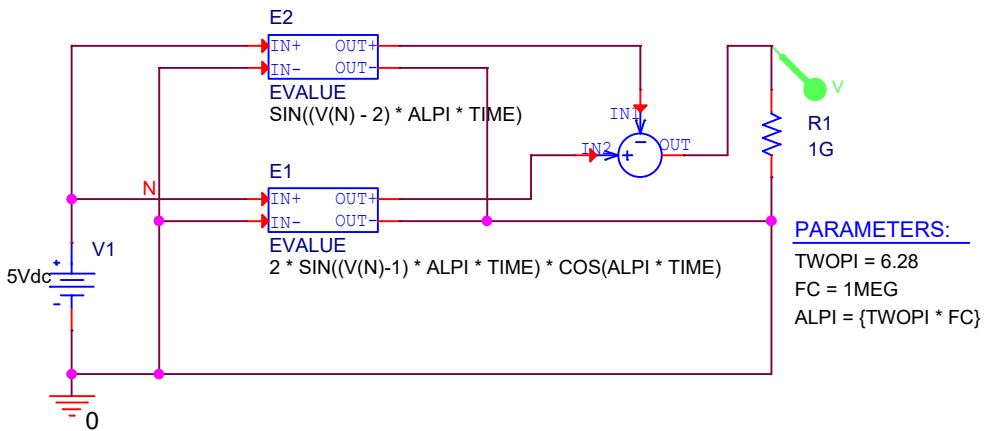 E2
IN+ OUT+
IN- OUT-
EVALUATE
SIN((V(N) - 2) * ALPI * TIME)
IN1
IN2
OUT
+
-
V
R1
1G
N
E1
IN+ OUT+
IN- OUT-
EVALUE
2 * SIN((V(N)-1) * ALPI * TIME) * COS(ALPI * TIME)
V1
+
5Vdc
-
0
PARAMETERS:
TWOPI = 6.28
FC = 1MEG
ALPI = {TWOPI * FC}